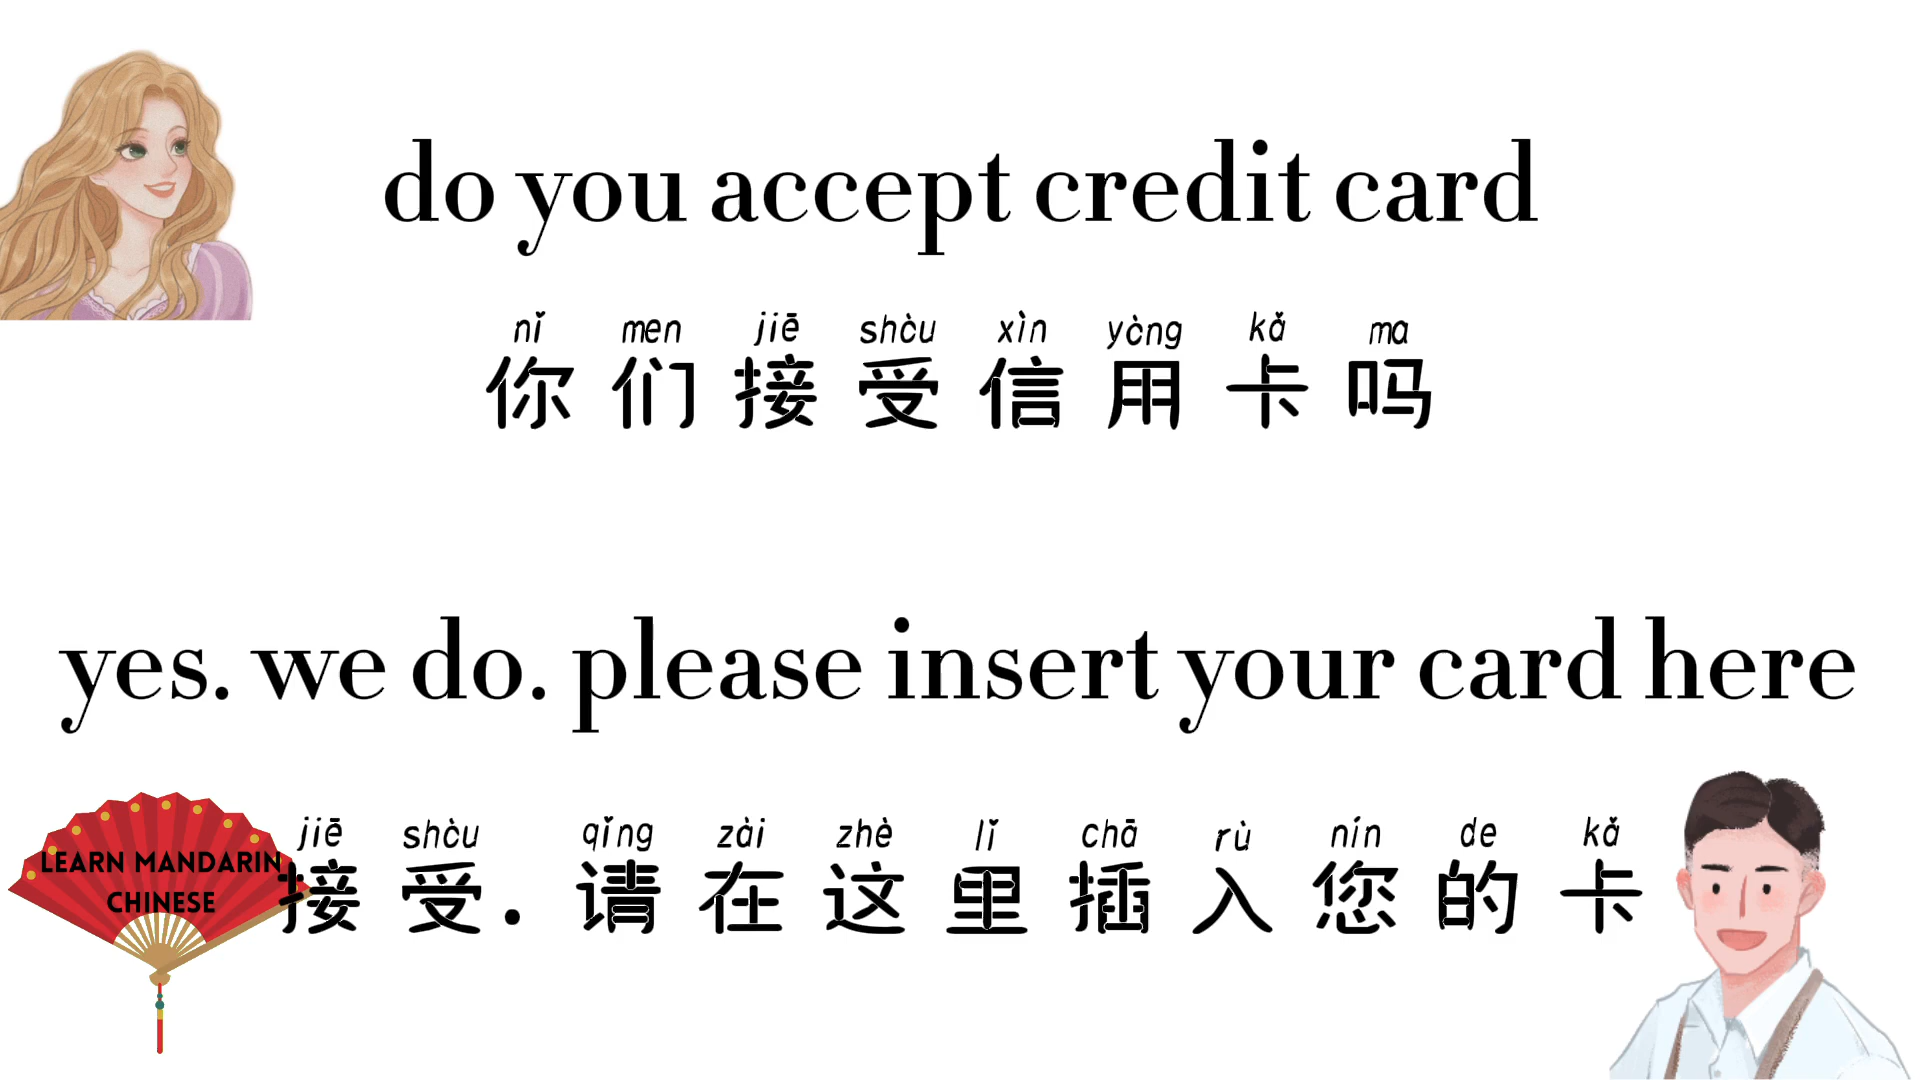 do you accept credit card
nǐ men jiē shòu xìn yòng kǎ ma
你们接受信用卡吗
yes. we do. please insert your card here
jiē shòu qǐng zài zhè lǐ chā rù nín de kǎ
接受. 请在这里插入您的卡
LEARN MANDARIN
CHINESE